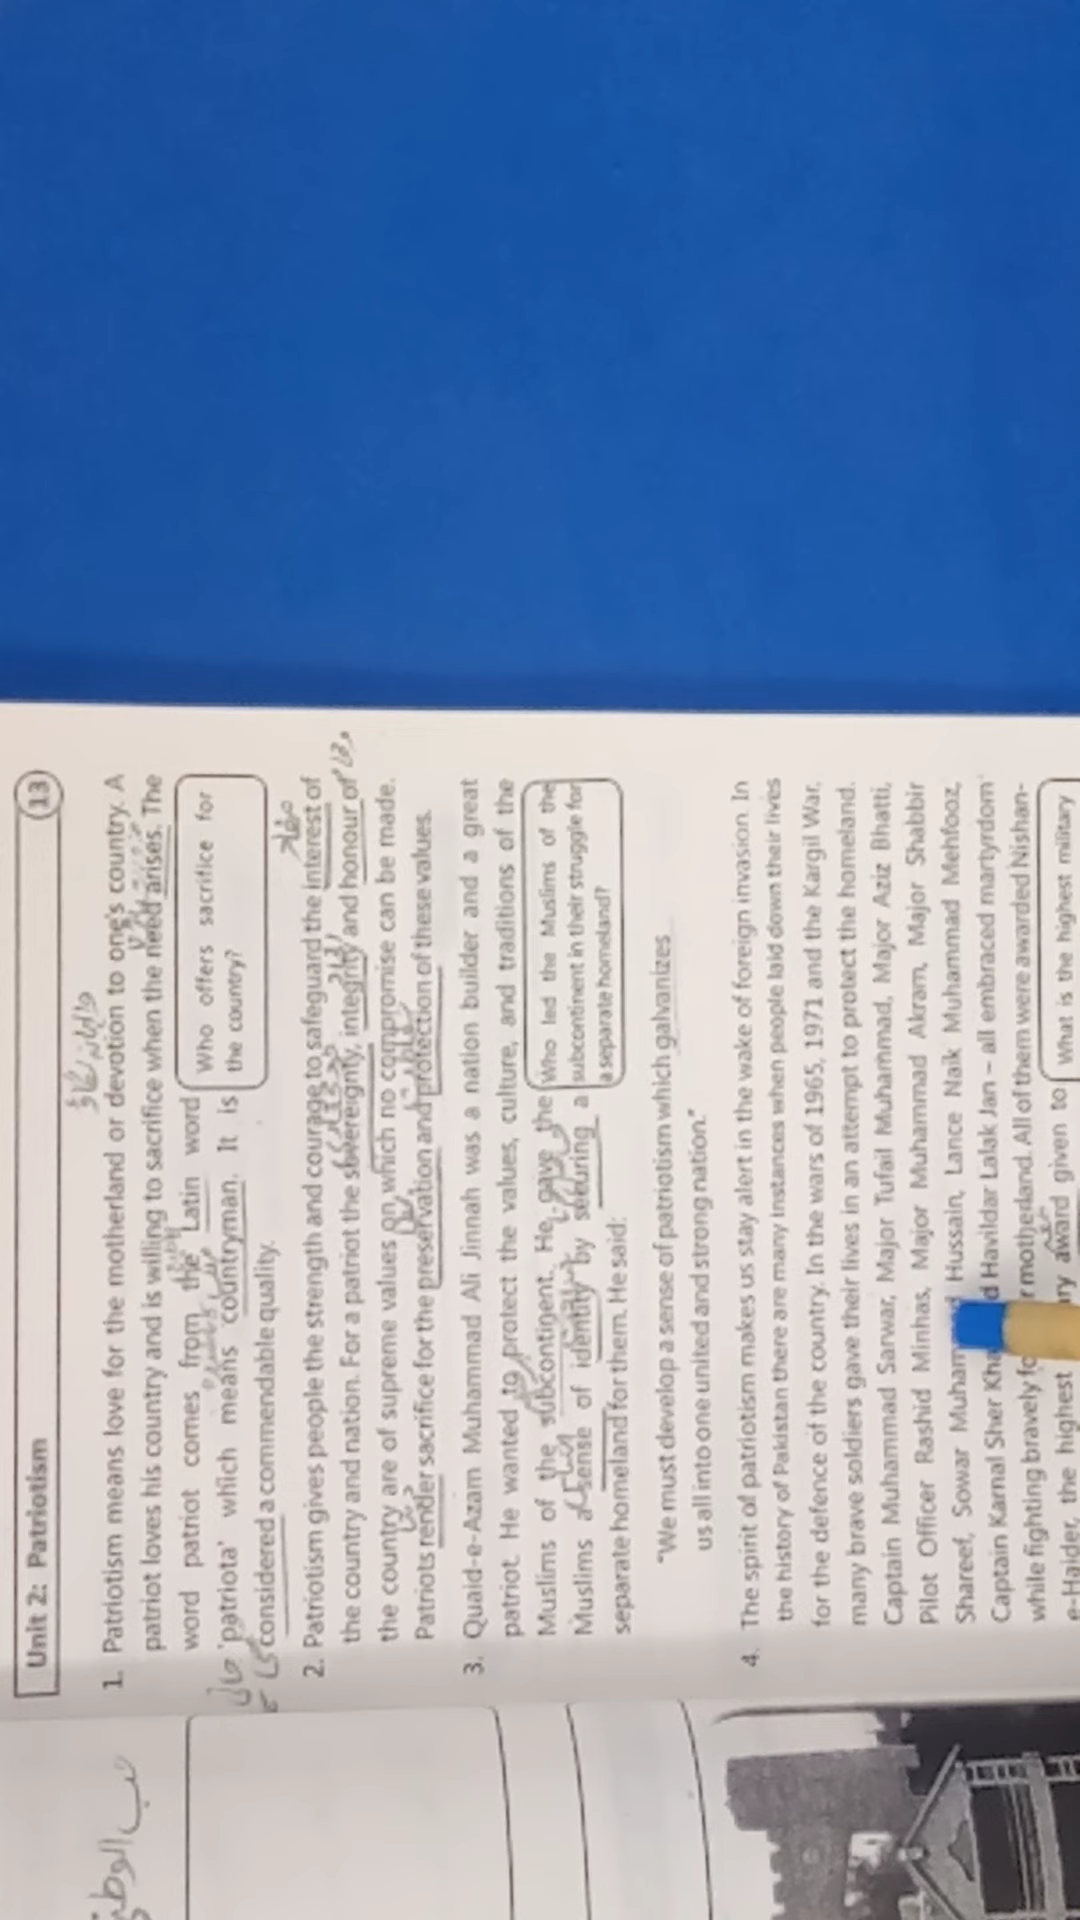 Unit 2: Patriotism
13
1. Patriotism means love for the motherland or devotion to one's country. A
patriot loves his country and is willing to sacrifice when the need arises. The
word patriot comes from the Latin word
'patriota' which means countryman. It is
considered a commendable quality.
Who offers sacrifice for
the country?
2. Patriotism gives people the strength and courage to safeguard the interest of
the country and nation. For a patriot the sovereignty, integrity and honour of
the country are of supreme values on which no compromise can be made.
Patriots render sacrifice for the preservation and protection of these values.
3. Quaid-e-Azam Muhammad Ali Jinnah was a nation builder and a great
patriot. He wanted to protect the values, culture, and traditions of the
Muslims of the subcontigent. He gave the
Muslims a sense of identity by securing a
separate homeland for them. He said:
Who led the Muslims of the
subcontinent in their struggle for
a separate homeland?
"We must develop a sense of patriotism which galvanizes
us all into one united and strong nation."
4. The spirit of patriotism makes us stay alert in the wake of foreign invasion. In
the history of Pakistan there are many instances when people laid down their lives
for the defence of the country. In the wars of 1965, 1971 and the Kargil War,
many brave soldiers gave their lives in an attempt to protect the homeland.
Captain Muhammad Sarwar, Major Tufail Muhammad, Major Aziz Bhatti,
Pilot Officer Rashid Minhas, Major Muhammad Akram, Major Shabbir
Shareef, Sowar Hussain, Lance Naik Muhammad Mehfooz,
Captain Karnal Sher Havildar Lalak Jan – all embraced martyrdom
while fighting bravely motherland. All of them were awarded Nishan-
e-Haider, the highest award given to
What is the highest military
حب الوطنی
مفاد